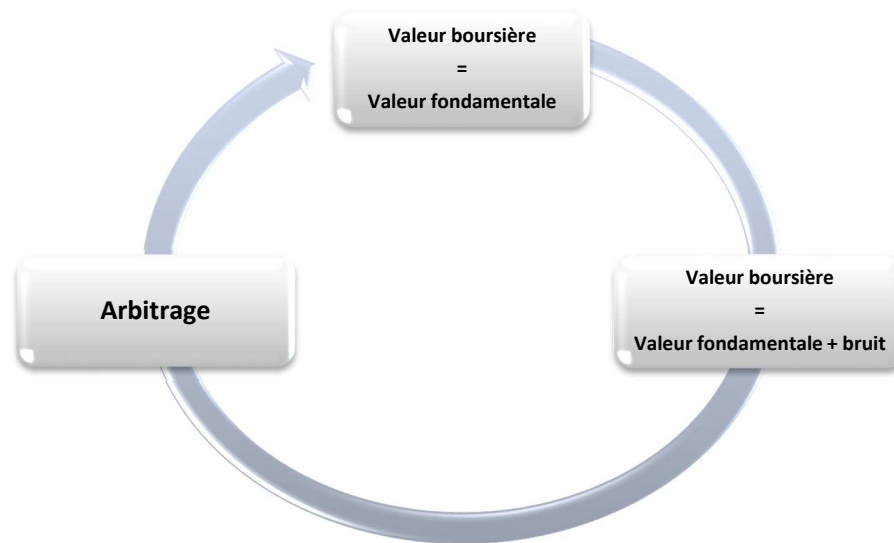 Valeur boursière
=
Valeur fondamentale
Valeur boursière
=
Valeur fondamentale + bruit
Arbitrage